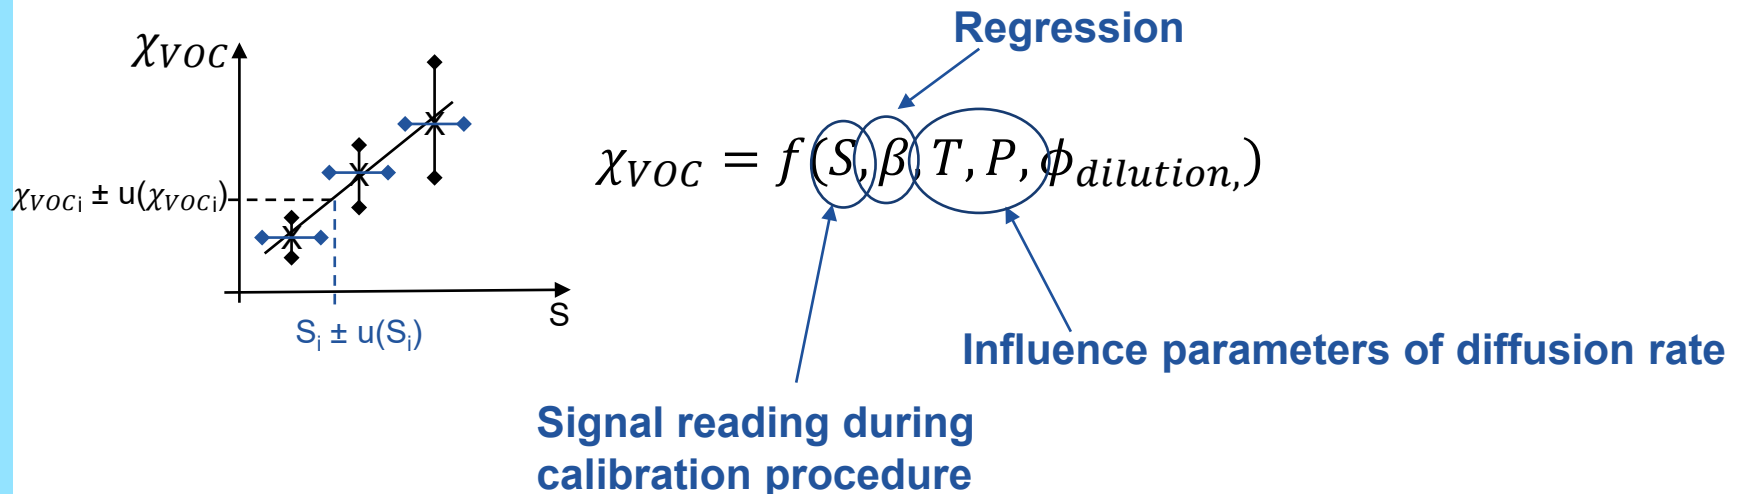 Regression
χVOC
χVOC = f(S, β, T, P, ϕdilution,)
χVOCi ± u(χVOCi)
S
Si ± u(Si)
Influence parameters of diffusion rate
Signal reading during
calibration procedure